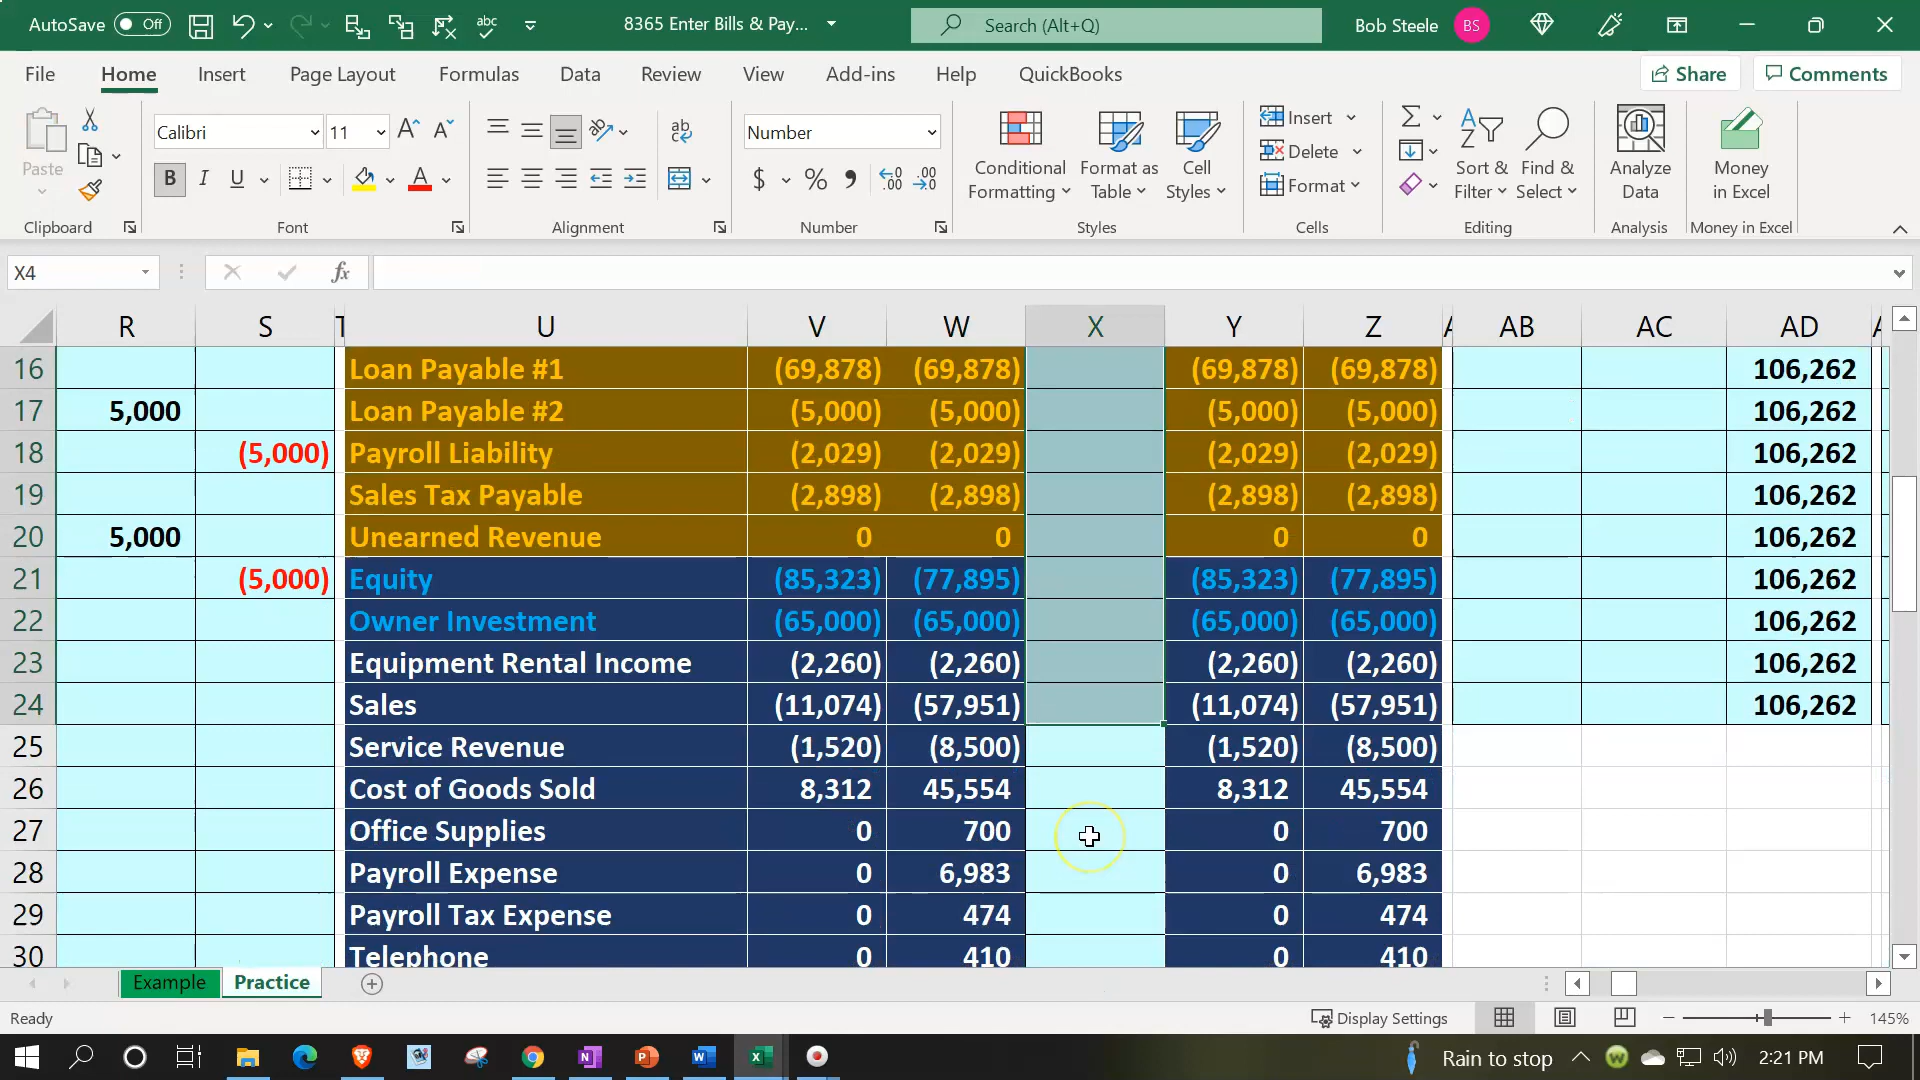 AutoSave Off 8365 Enter Bills & Pay... Search (Alt+Q) Bob Steele BS
File Home Insert Page Layout Formulas Data Review View Add-ins Help QuickBooks Share Comments
Paste Calibri 11 Number Insert Delete Format
B I U $ % Conditional Formatting Format as Table Cell Styles Sort & Filter Find & Select Analyze Data Money in Excel
Clipboard Font Alignment Number Styles Cells Editing Analysis Money in Excel
X4 fx
R S T U V W X Y Z AB AC AD
16 Loan Payable #1 (69,878) (69,878) (69,878) (69,878) 106,262
17 5,000 Loan Payable #2 (5,000) (5,000) (5,000) (5,000) 106,262
18 (5,000) Payroll Liability (2,029) (2,029) (2,029) (2,029) 106,262
19 Sales Tax Payable (2,898) (2,898) (2,898) (2,898) 106,262
20 5,000 Unearned Revenue 0 0 0 0 106,262
21 (5,000) Equity (85,323) (77,895) (85,323) (77,895) 106,262
22 Owner Investment (65,000) (65,000) (65,000) (65,000) 106,262
23 Equipment Rental Income (2,260) (2,260) (2,260) (2,260) 106,262
24 Sales (11,074) (57,951) (11,074) (57,951) 106,262
25 Service Revenue (1,520) (8,500) (1,520) (8,500)
26 Cost of Goods Sold 8,312 45,554 8,312 45,554
27 Office Supplies 0 700 0 700
28 Payroll Expense 0 6,983 0 6,983
29 Payroll Tax Expense 0 474 0 474
30 Telephone 0 410 0 410
Example Practice
Ready Display Settings 145%
Rain to stop 2:21 PM